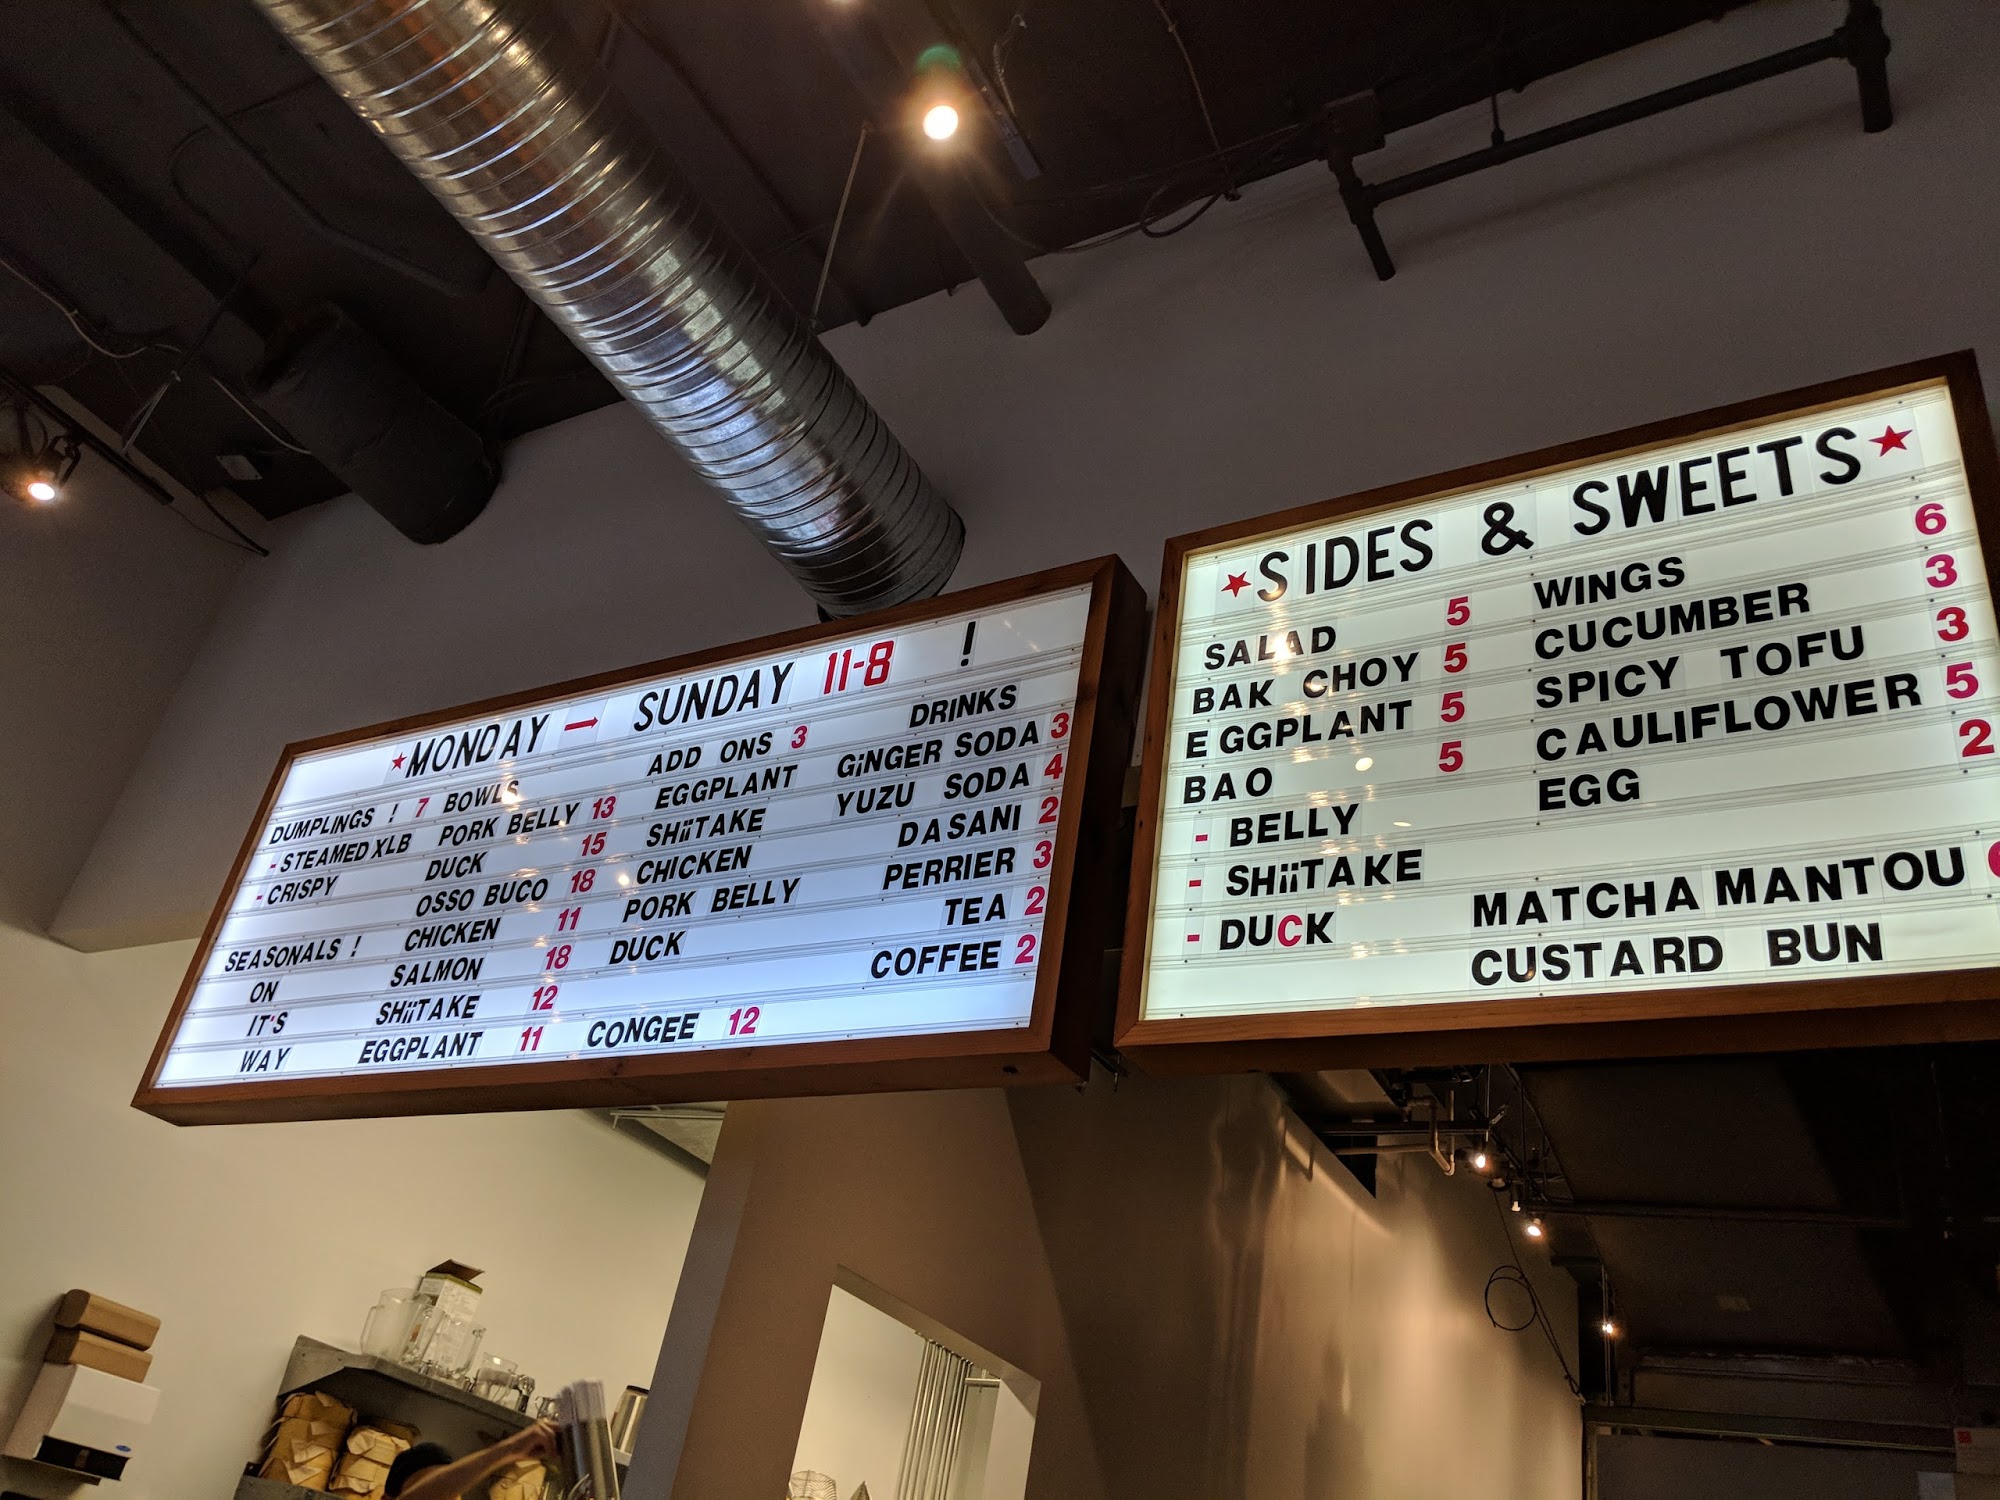 ★MONDAY → SUNDAY 11-8 !
DUMPLINGS ! 7
-STEAMED XLB
-CRISPY
SEASONALS !
ON
IT'S
WAY
BOWLS
PORK BELLY 13
DUCK 15
OSSO BUCO 18
CHICKEN 11
SALMON 18
SHiiTAKE 12
EGGPLANT 11
ADD ONS 3
EGGPLANT
SHiiTAKE
CHICKEN
PORK BELLY
DUCK
CONGEE 12
DRINKS
GiNGER SODA 3
YUZU SODA 4
DASANI 2
PERRIER 3
TEA 2
COFFEE 2
★SIDES & SWEETS★
SALAD 5
BAK CHOY 5
EGGPLANT 5
BAO 5
- BELLY
- SHiiTAKE
- DUCK
WINGS 6
CUCUMBER 3
SPICY TOFU 3
CAULIFLOWER 5
EGG 2
MATCHA MANTOU
CUSTARD BUN